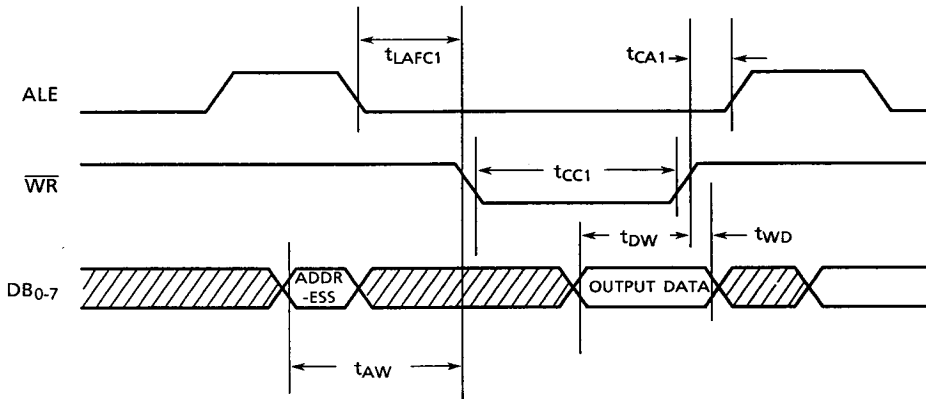 tLAFC1
tCA1
ALE
WR
tCC1
tDW
tWD
DB0-7
ADDR
-ESS
OUTPUT DATA
tAW